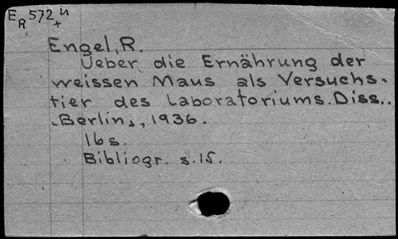 E R 572 n +
Engel, R.
Ueber die Ernährung der
weissen Maus als Versuchs-
tier des Laboratoriums. Diss.,
Berlin, 1936.
16 s.
Bibliogr. s.15.